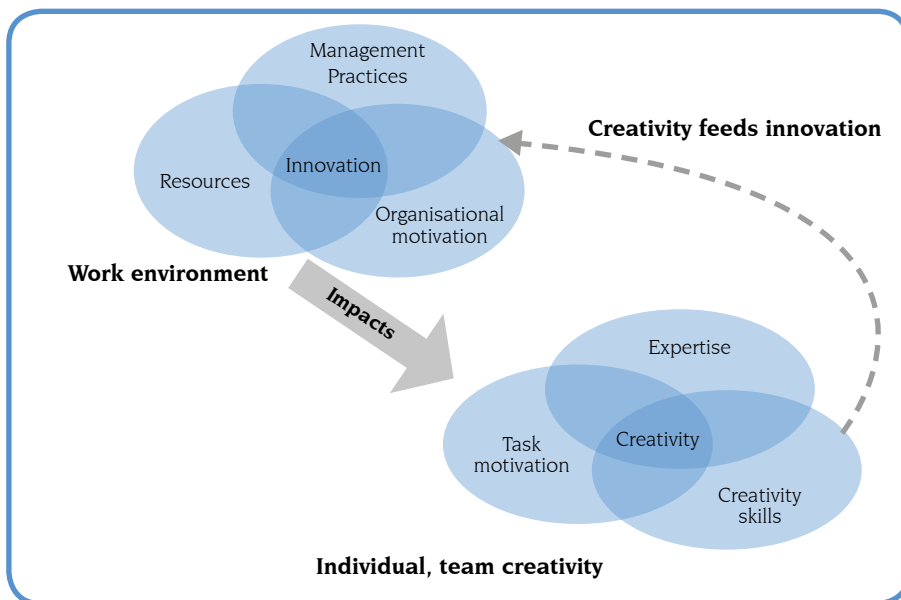 Management
Practices
Creativity feeds innovation
Innovation
Resources
Organisational
motivation
Work environment
Impacts
Expertise
Task
motivation
Creativity
Creativity
skills
Individual, team creativity